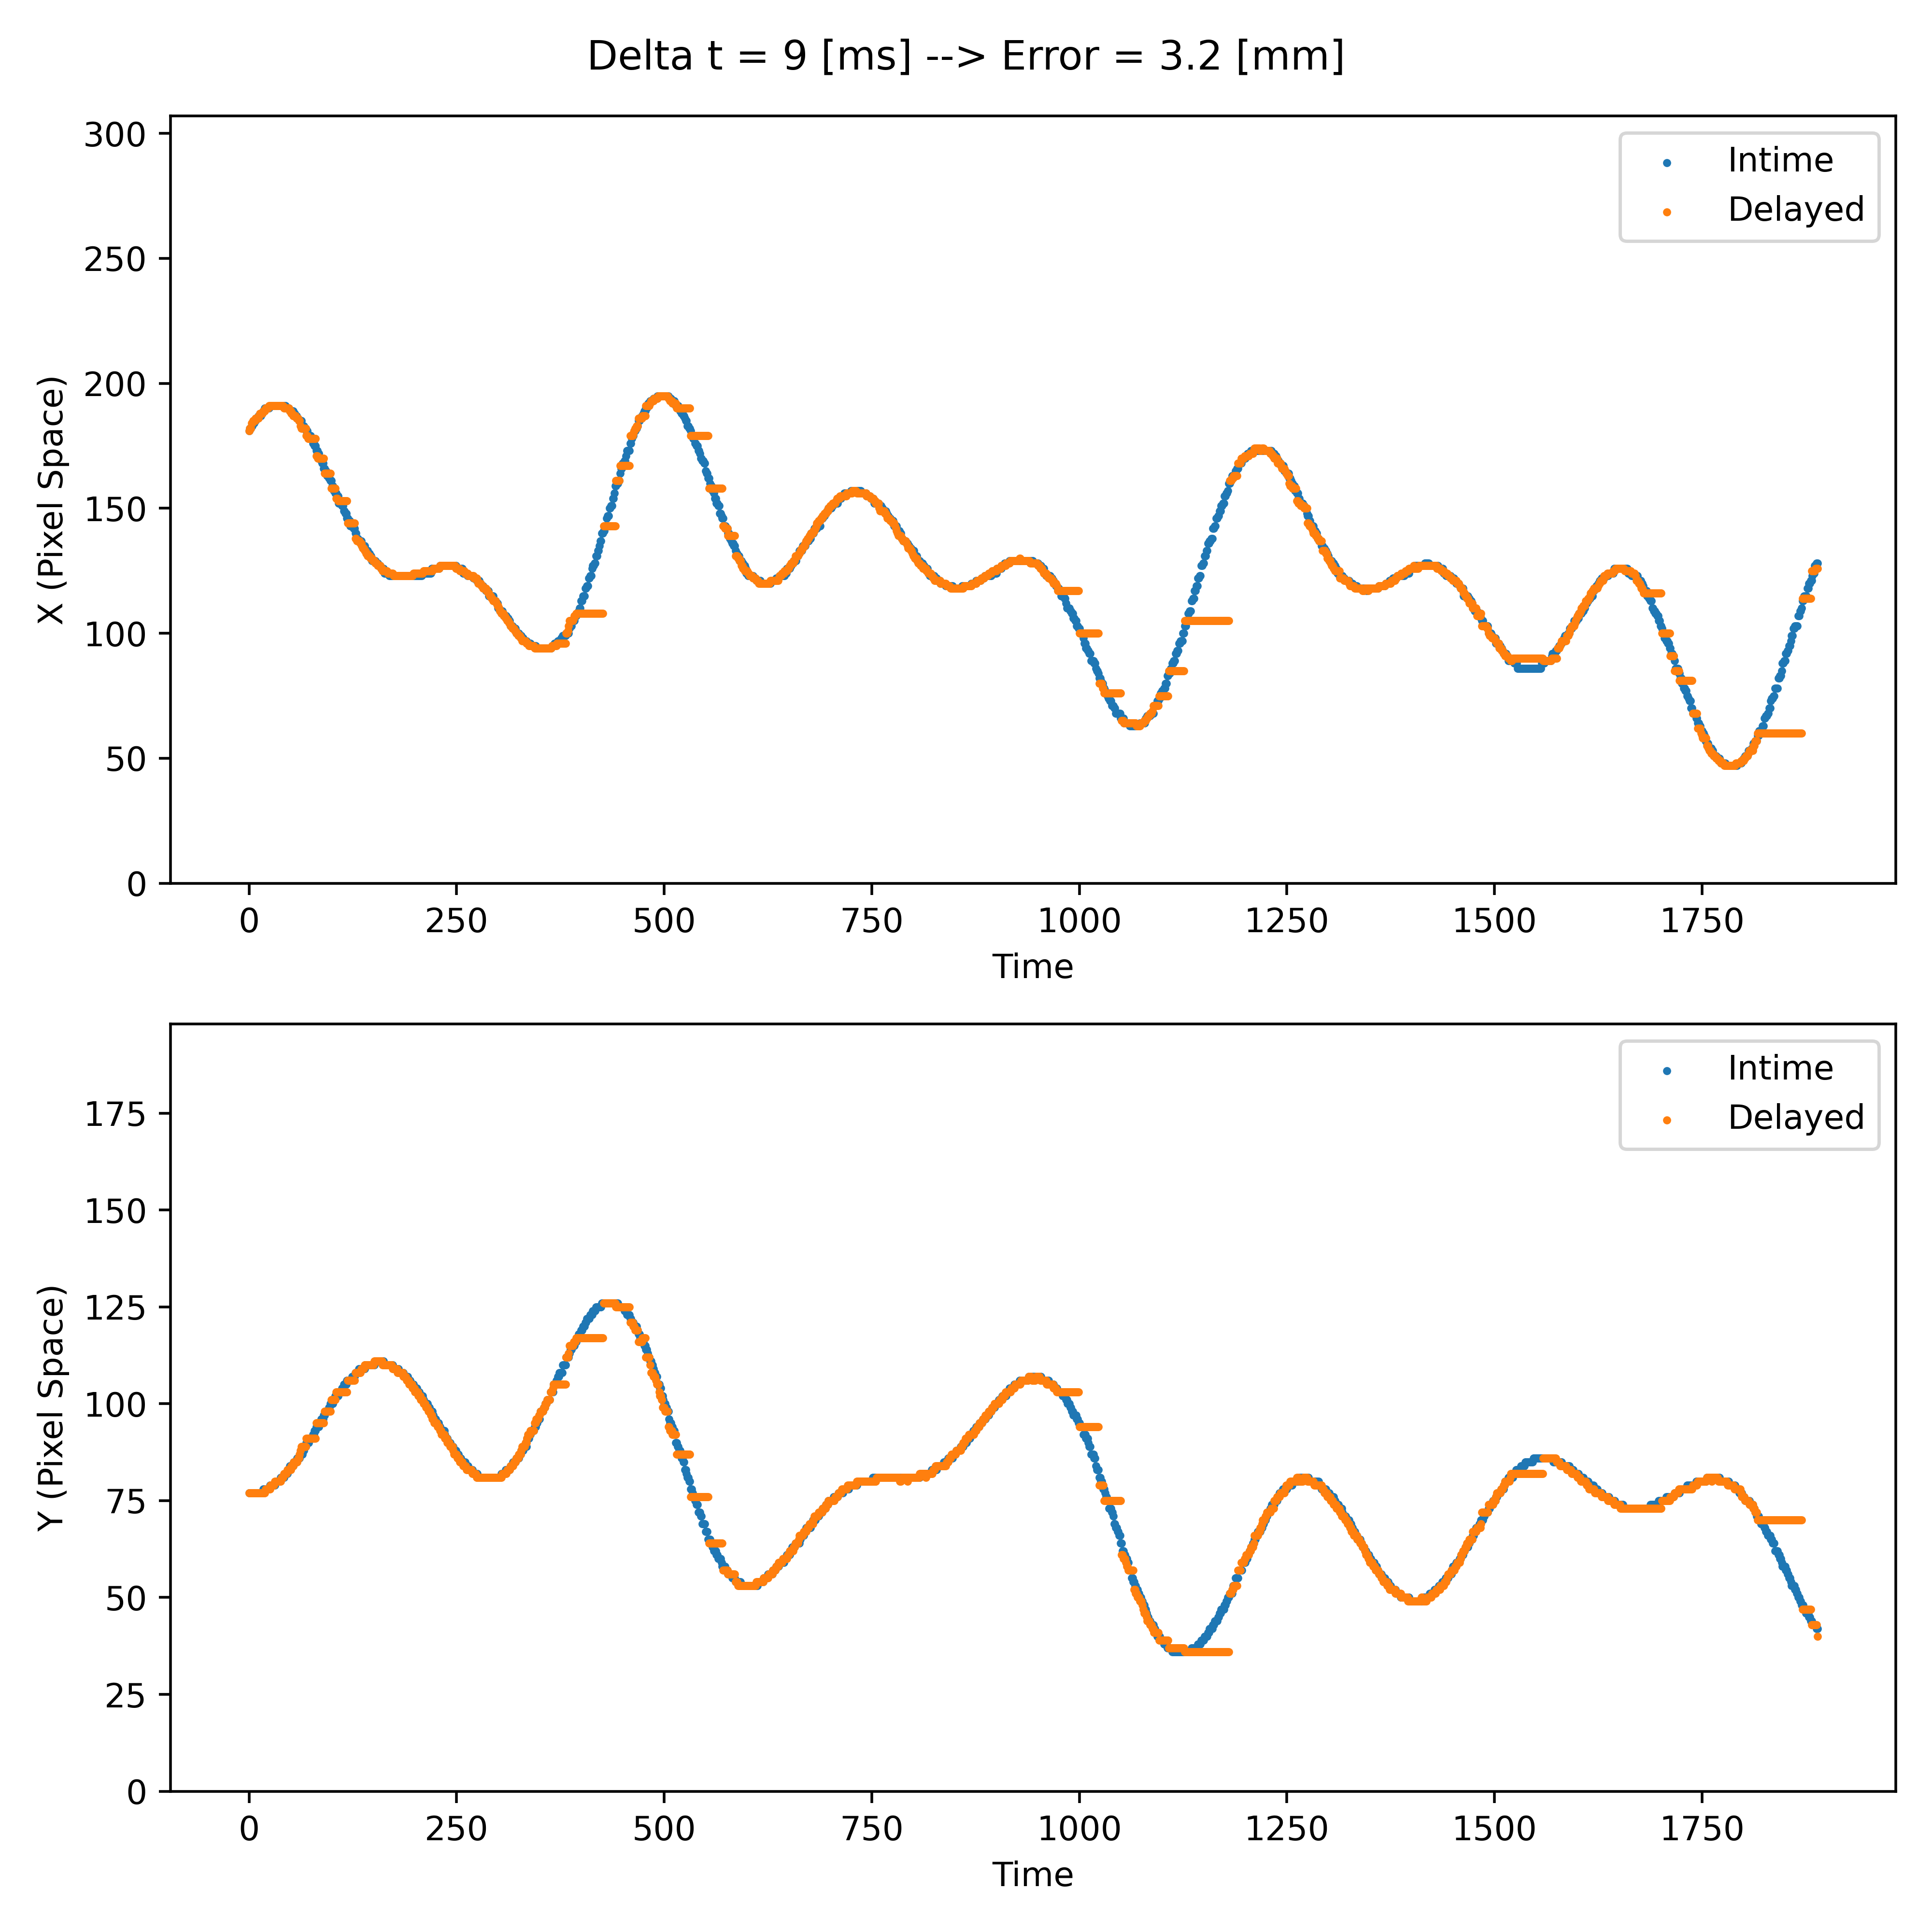 Delta t = 9 [ms] --> Error = 3.2 [mm]
300
250
200
150
100
50
0
X (Pixel Space)
Intime
Delayed
0 250 500 750 1000 1250 1500 1750
Time
175
150
125
100
75
50
25
0
Y (Pixel Space)
Intime
Delayed
0 250 500 750 1000 1250 1500 1750
Time